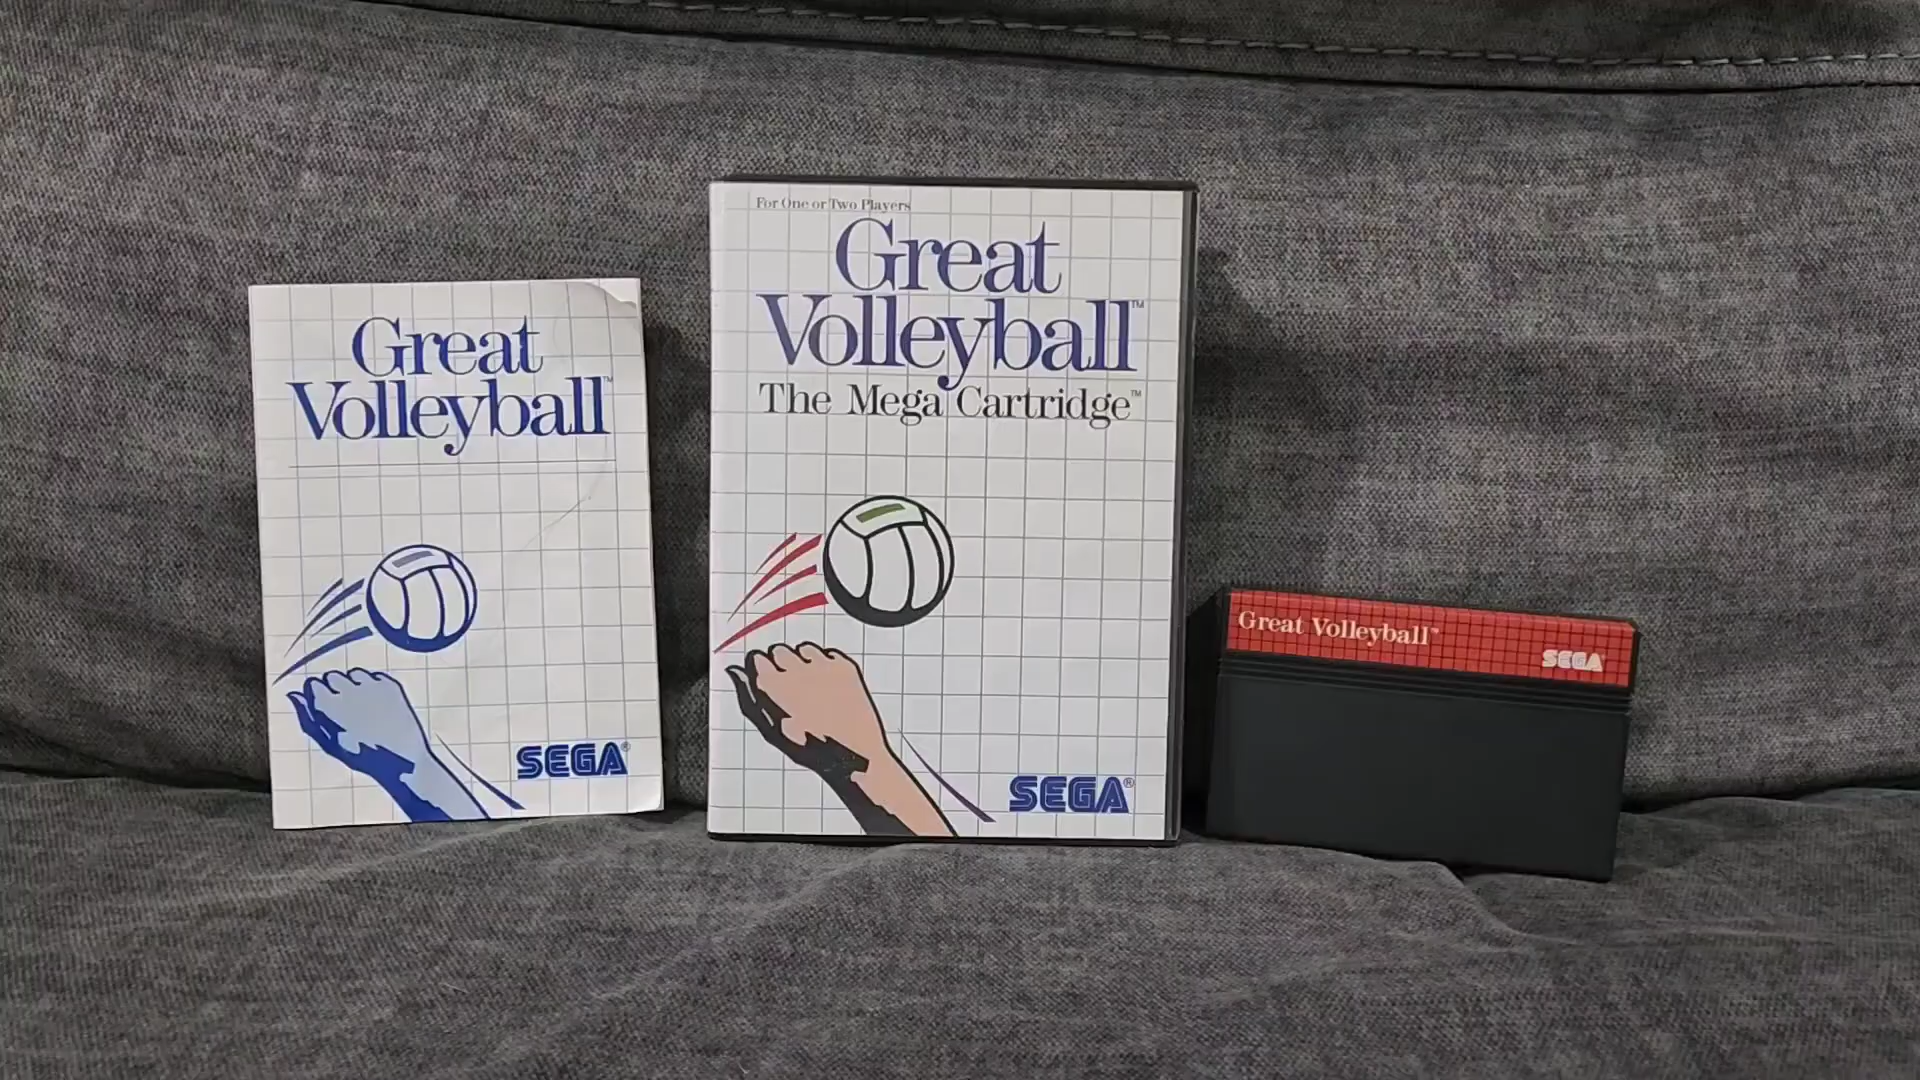 Great
Volleyball™
SEGA®
For One or Two Players
Great
Volleyball™
The Mega Cartridge™
SEGA®
Great Volleyball™
SEGA